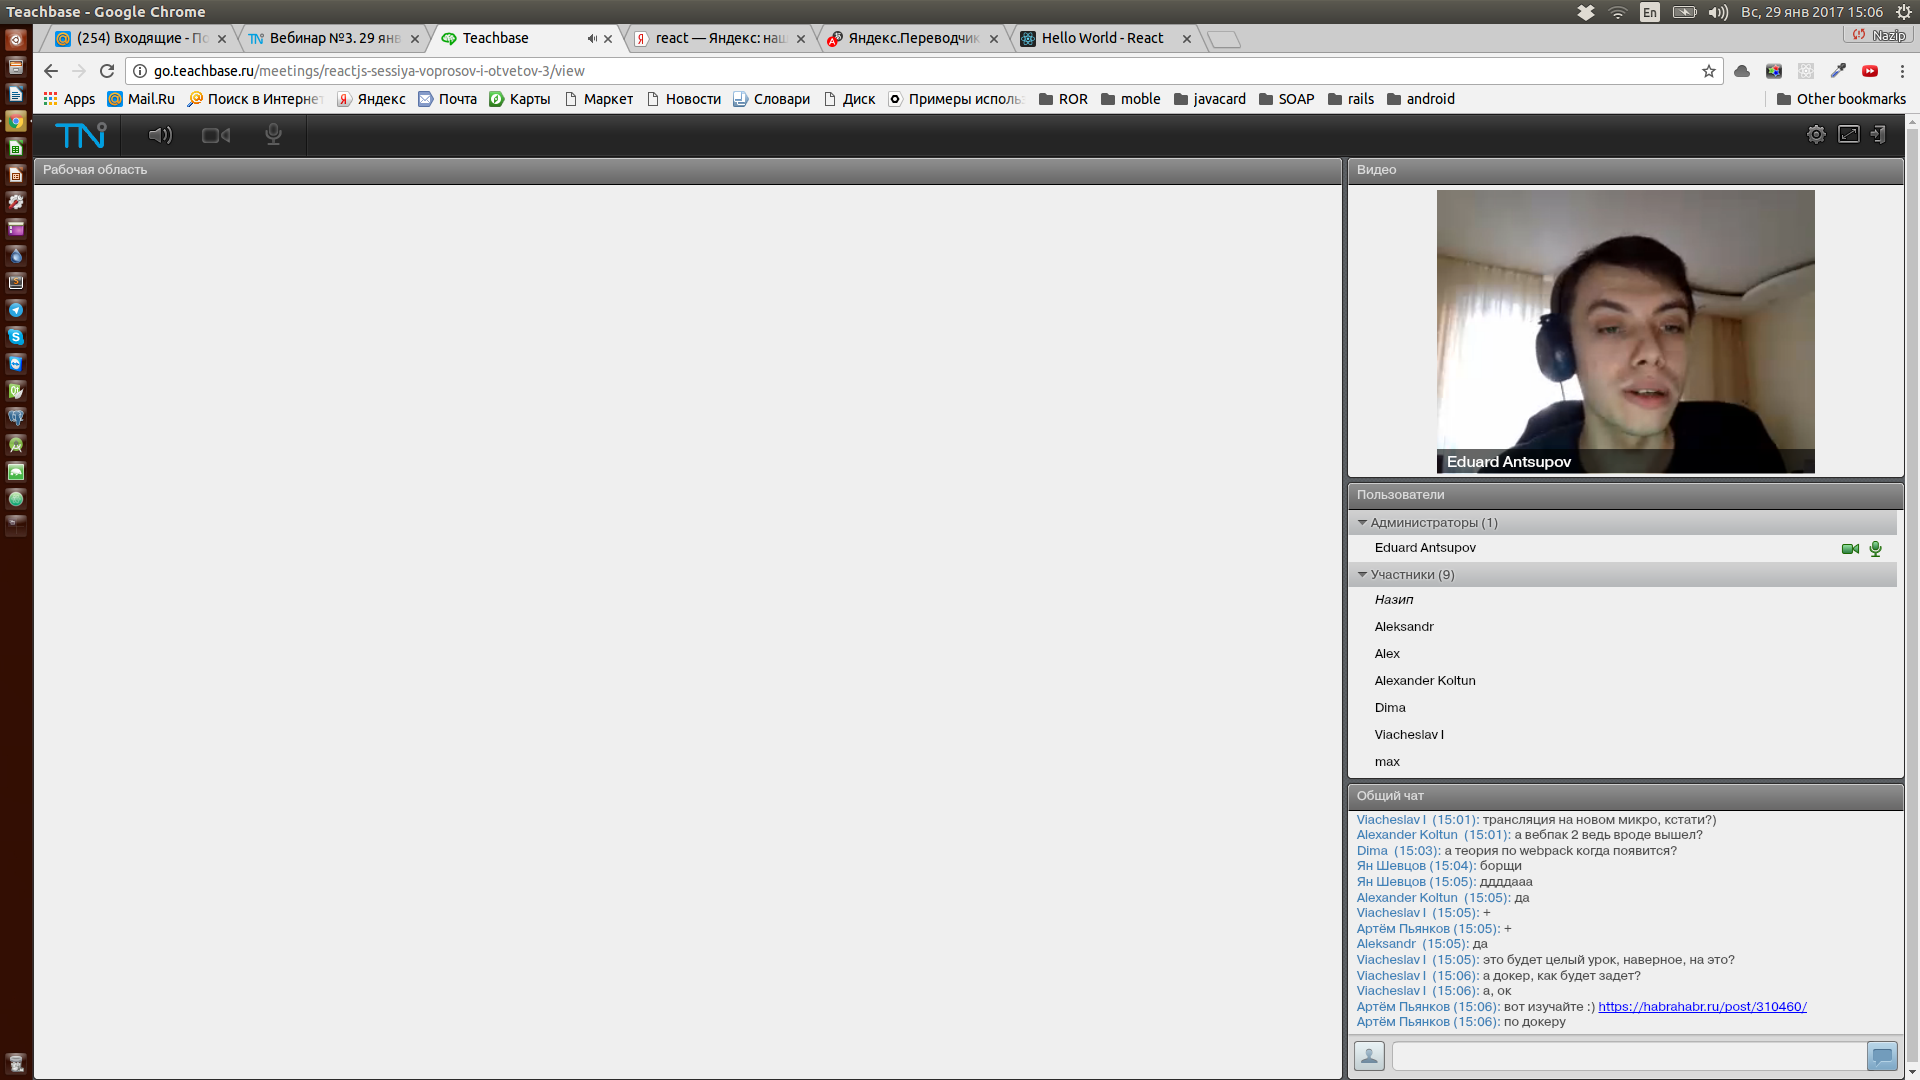 Teachbase - Google Chrome
En
Вс, 29 янв 2017 15:06
(254) Входящие - По
Вебинар №3. 29 янв
Teachbase
react — Яндекс: наш
Яндекс.Переводчик
Hello World - React
Nazip
go.teachbase.ru/meetings/reactjs-sessiya-voprosov-i-otvetov-3/view
Apps
Mail.Ru
Поиск в Интернет
Яндекс
Почта
Карты
Маркет
Новости
Словари
Диск
Примеры исполь
ROR
moble
javacard
SOAP
rails
android
Other bookmarks
TN
Рабочая область
Видео
Eduard Antsupov
Пользователи
Администраторы (1)
Eduard Antsupov
Участники (9)
Назип
Aleksandr
Alex
Alexander Koltun
Dima
Viacheslav I
max
Общий чат
Viacheslav I (15:01): трансляция на новом микро, кстати?)
Alexander Koltun (15:01): а вебпак 2 ведь вроде вышел?
Dima (15:03): а теория по webpack когда появится?
Ян Шевцов (15:04): борщи
Ян Шевцов (15:05): ддддааа
Alexander Koltun (15:05): да
Viacheslav I (15:05): +
Артём Пьянков (15:05): +
Aleksandr (15:05): да
Viacheslav I (15:05): это будет целый урок, наверное, на это?
Viacheslav I (15:06): а докер, как будет задет?
Viacheslav I (15:06): а, ок
Артём Пьянков (15:06): вот изучайте :) https://habrahabr.ru/post/310460/
Артём Пьянков (15:06): по докеру